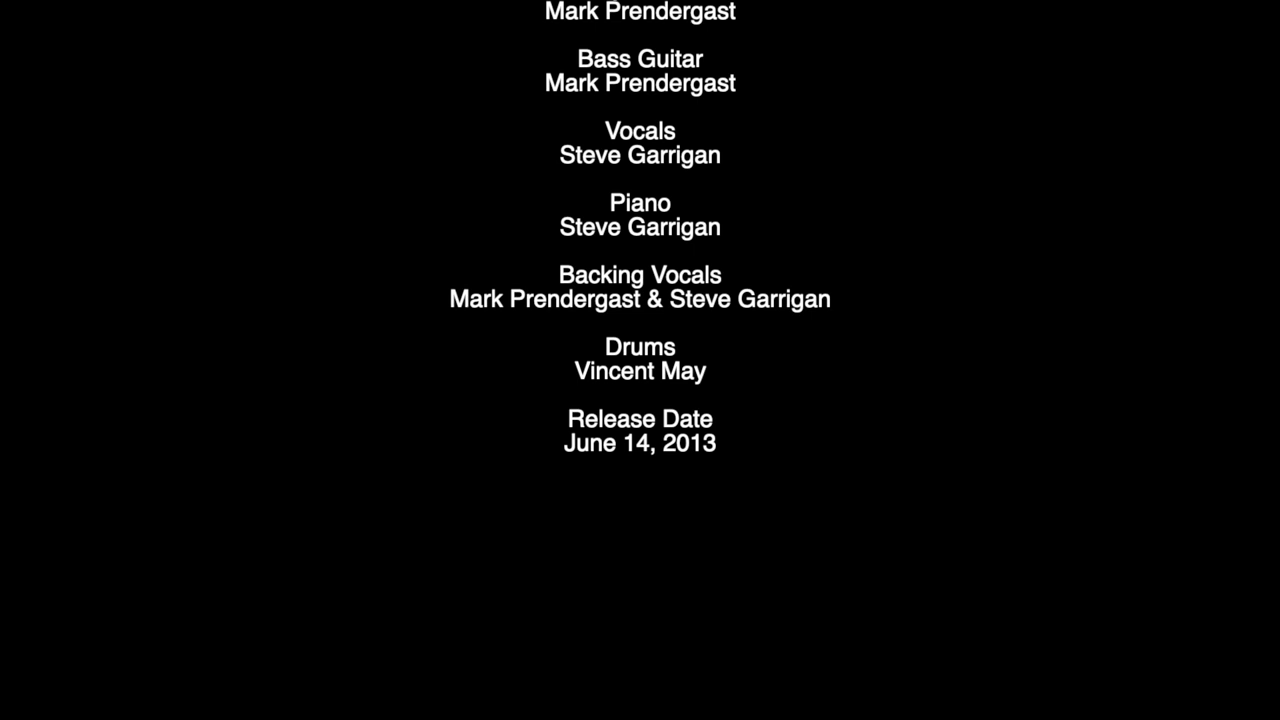 Mark Prendergast
Bass Guitar
Mark Prendergast
Vocals
Steve Garrigan
Piano
Steve Garrigan
Backing Vocals
Mark Prendergast & Steve Garrigan
Drums
Vincent May
Release Date
June 14, 2013